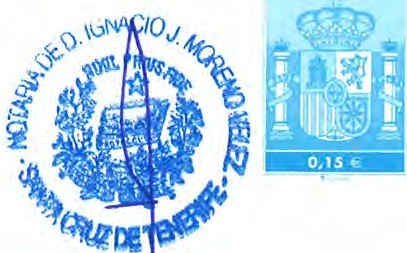 NOTARIA DE D. IGNACIO J. MORENO VELEZ
SANTA CRUZ DE TENERIFE
0,15 €